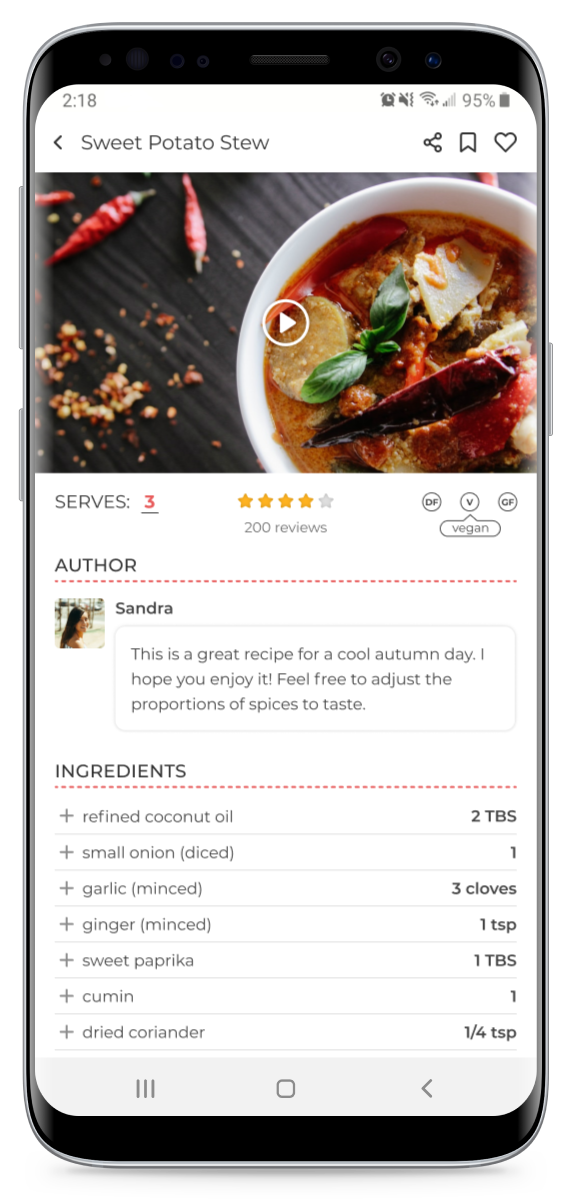 2:18 95%
Sweet Potato Stew
SERVES: 3
DF V GF
200 reviews
vegan
AUTHOR
Sandra
This is a great recipe for a cool autumn day. I
hope you enjoy it! Feel free to adjust the
proportions of spices to taste.
INGREDIENTS
+ refined coconut oil 2 TBS
+ small onion (diced) 1
+ garlic (minced) 3 cloves
+ ginger (minced) 1 tsp
+ sweet paprika 1 TBS
+ cumin 1
+ dried coriander 1/4 tsp